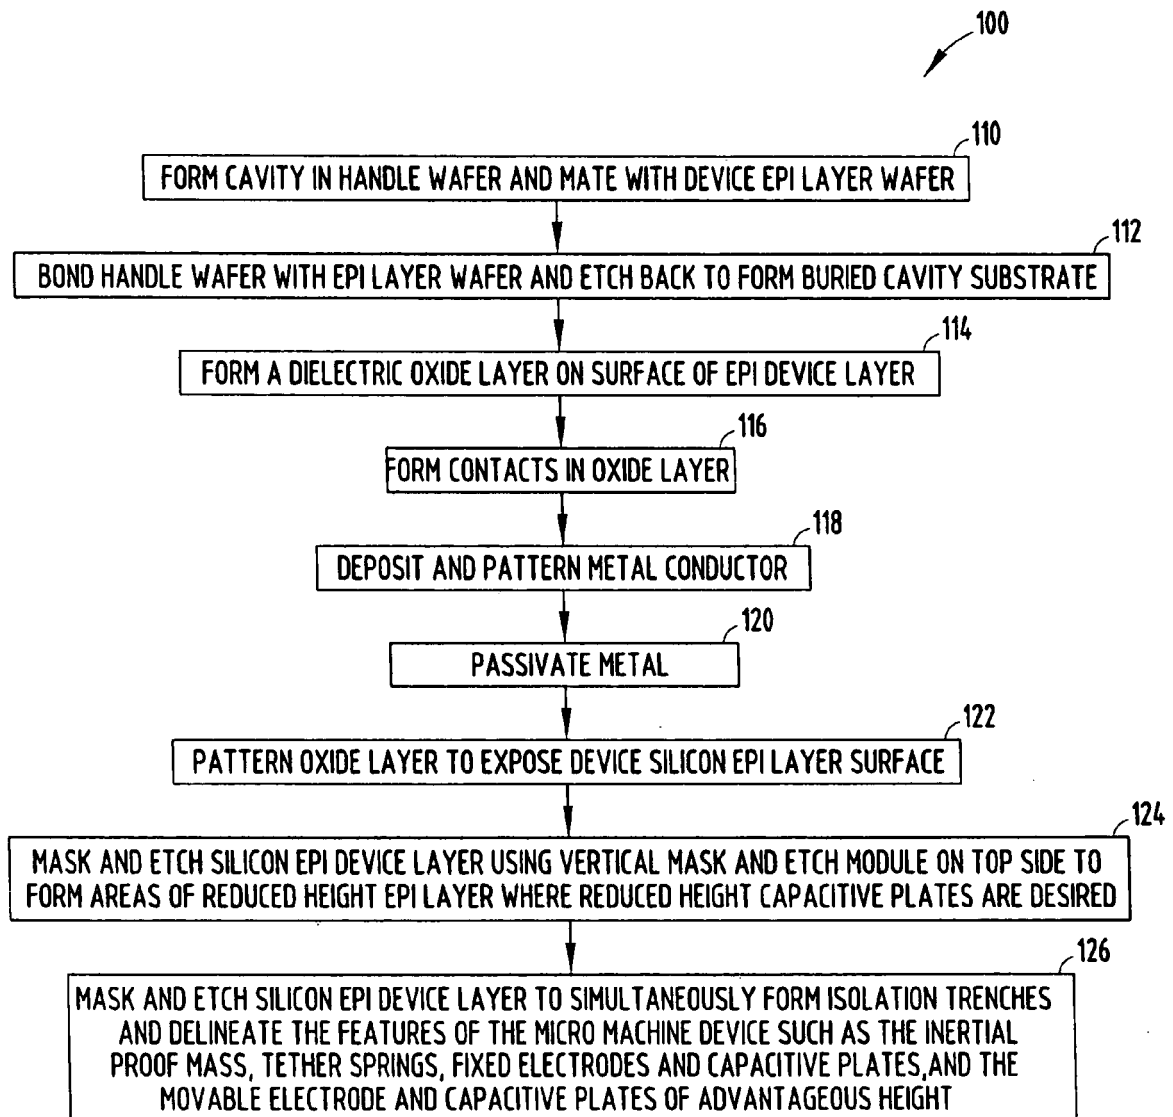 100
110
FORM CAVITY IN HANDLE WAFER AND MATE WITH DEVICE EPI LAYER WAFER
112
BOND HANDLE WAFER WITH EPI LAYER WAFER AND ETCH BACK TO FORM BURIED CAVITY SUBSTRATE
114
FORM A DIELECTRIC OXIDE LAYER ON SURFACE OF EPI DEVICE LAYER
116
FORM CONTACTS IN OXIDE LAYER
118
DEPOSIT AND PATTERN METAL CONDUCTOR
120
PASSIVATE METAL
122
PATTERN OXIDE LAYER TO EXPOSE DEVICE SILICON EPI LAYER SURFACE
124
MASK AND ETCH SILICON EPI DEVICE LAYER USING VERTICAL MASK AND ETCH MODULE ON TOP SIDE TO
FORM AREAS OF REDUCED HEIGHT EPI LAYER WHERE REDUCED HEIGHT CAPACITIVE PLATES ARE DESIRED
126
MASK AND ETCH SILICON EPI DEVICE LAYER TO SIMULTANEOUSLY FORM ISOLATION TRENCHES
AND DELINEATE THE FEATURES OF THE MICRO MACHINE DEVICE SUCH AS THE INERTIAL
PROOF MASS, TETHER SPRINGS, FIXED ELECTRODES AND CAPACITIVE PLATES, AND THE
MOVABLE ELECTRODE AND CAPACITIVE PLATES OF ADVANTAGEOUS HEIGHT